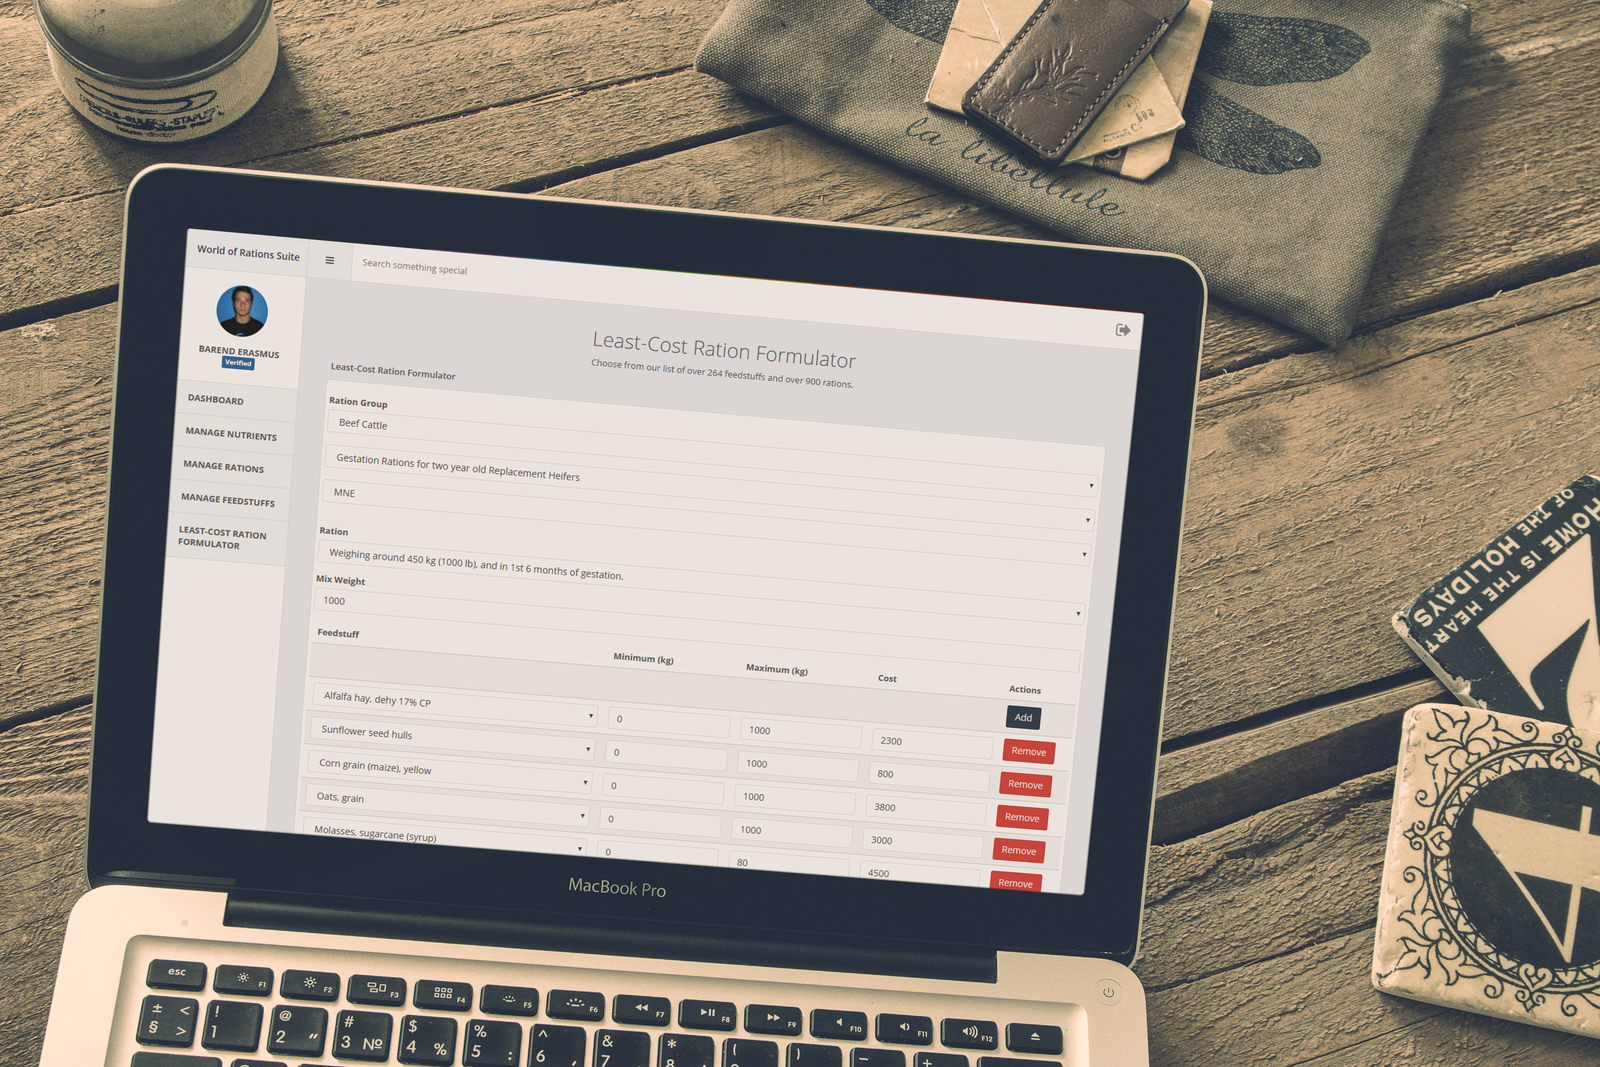 PENCILS-RULERS-STAPLES
la libellule
World of Rations Suite
Search something special
BAREND ERASMUS
Verified
DASHBOARD
MANAGE NUTRIENTS
MANAGE RATIONS
MANAGE FEEDSTUFFS
LEAST-COST RATION
FORMULATOR
Least-Cost Ration Formulator
Choose from our list of over 264 feedstuffs and over 900 rations.
Least-Cost Ration Formulator
Ration Group
Beef Cattle
Gestation Rations for two year old Replacement Heifers
MNE
Ration
Weighing around 450 kg (1000 lb), and in 1st 6 months of gestation.
Mix Weight
1000
Feedstuff Minimum (kg) Maximum (kg) Cost Actions
Add
Alfalfa hay, dehy 17% CP 0 1000 2300 Remove
Sunflower seed hulls 0 1000 800 Remove
Corn grain (maize), yellow 0 1000 3800 Remove
Oats, grain 0 1000 3000 Remove
Molasses, sugarcane (syrup) 0 80 4500 Remove
MacBook Pro
HOME IS THE HEART
OF THE HOLIDAYS
esc F1 F2 F3 F4 F5 F6 F7 F8 F9 F10 F11 F12
± < ! @ # $ % ^ & * ( ) − +
§ > 1 2 " 3 № 4 % 5 : 6 , 7 . 8